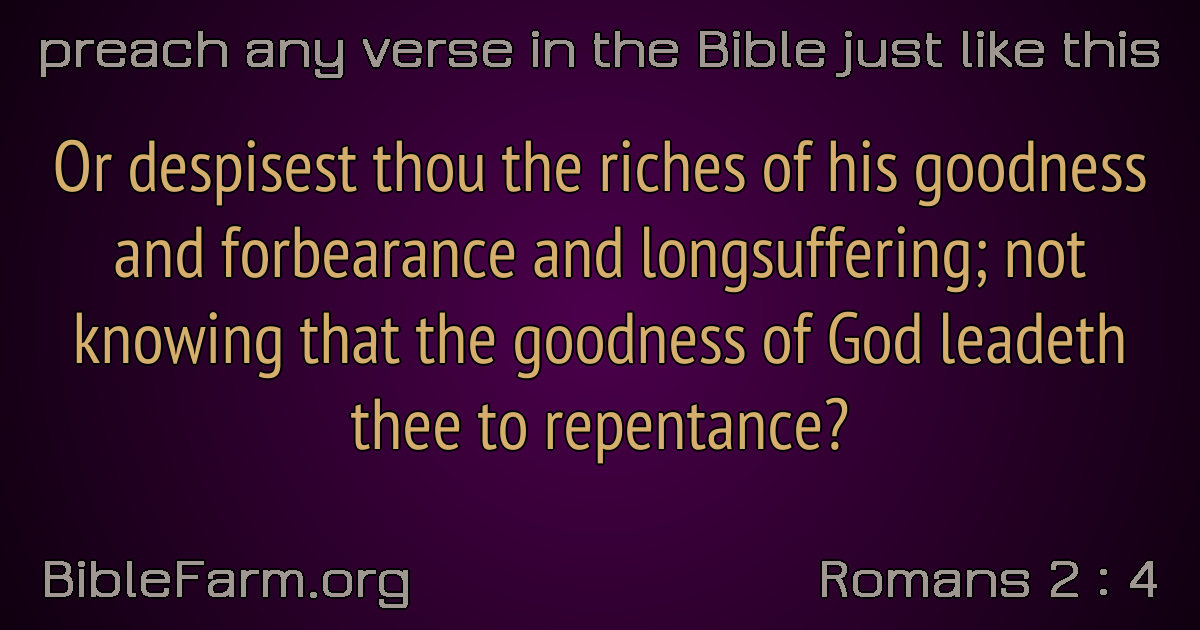 preach any verse in the Bible just like this
Or despisest thou the riches of his goodness
and forbearance and longsuffering; not
knowing that the goodness of God leadeth
thee to repentance?
BibleFarm.org
Romans 2 : 4